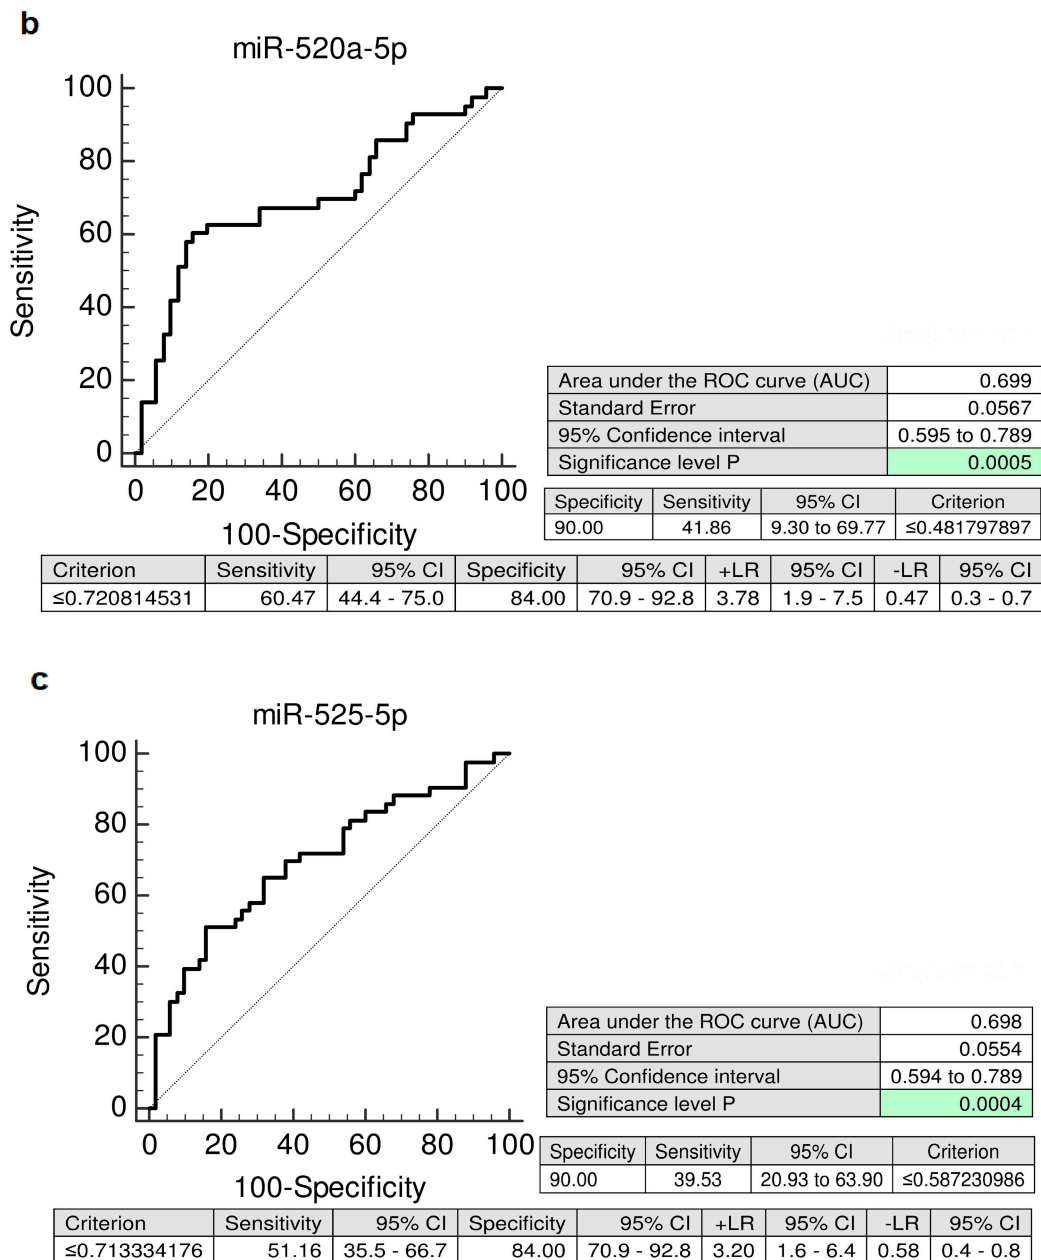 b
miR-520a-5p
100
80
60
40
20
0
Sensitivity
0 20 40 60 80 100
100-Specificity
Area under the ROC curve (AUC) 0.699
Standard Error 0.0567
95% Confidence interval 0.595 to 0.789
Significance level P 0.0005
Specificity Sensitivity 95% CI Criterion
90.00 41.86 9.30 to 69.77 ≤0.481797897
Criterion Sensitivity 95% CI Specificity 95% CI +LR 95% CI -LR 95% CI
≤0.720814531 60.47 44.4 - 75.0 84.00 70.9 - 92.8 3.78 1.9 - 7.5 0.47 0.3 - 0.7
c
miR-525-5p
100
80
60
40
20
0
Sensitivity
0 20 40 60 80 100
100-Specificity
Area under the ROC curve (AUC) 0.698
Standard Error 0.0554
95% Confidence interval 0.594 to 0.789
Significance level P 0.0004
Specificity Sensitivity 95% CI Criterion
90.00 39.53 20.93 to 63.90 ≤0.587230986
Criterion Sensitivity 95% CI Specificity 95% CI +LR 95% CI -LR 95% CI
≤0.713334176 51.16 35.5 - 66.7 84.00 70.9 - 92.8 3.20 1.6 - 6.4 0.58 0.4 - 0.8